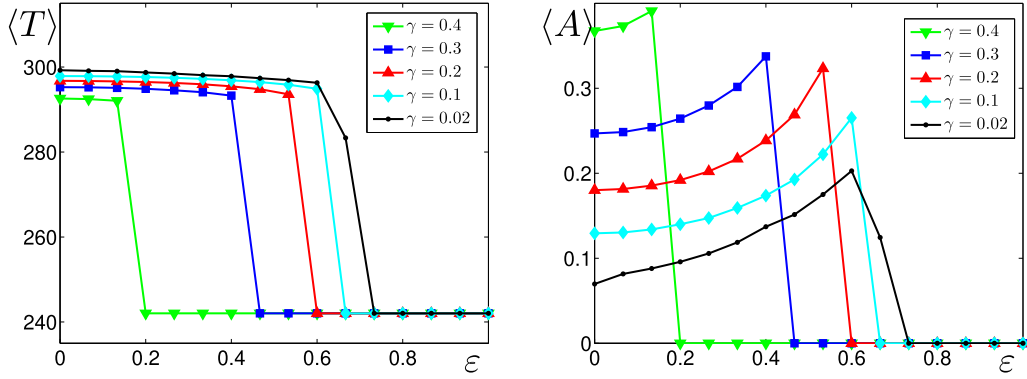 ⟨T⟩
300
280
260
240
0
0.2
0.4
0.6
0.8
ε
γ = 0.4
γ = 0.3
γ = 0.2
γ = 0.1
γ = 0.02
⟨A⟩
0.3
0.2
0.1
0
0
0.2
0.4
0.6
0.8
ε
γ = 0.4
γ = 0.3
γ = 0.2
γ = 0.1
γ = 0.02